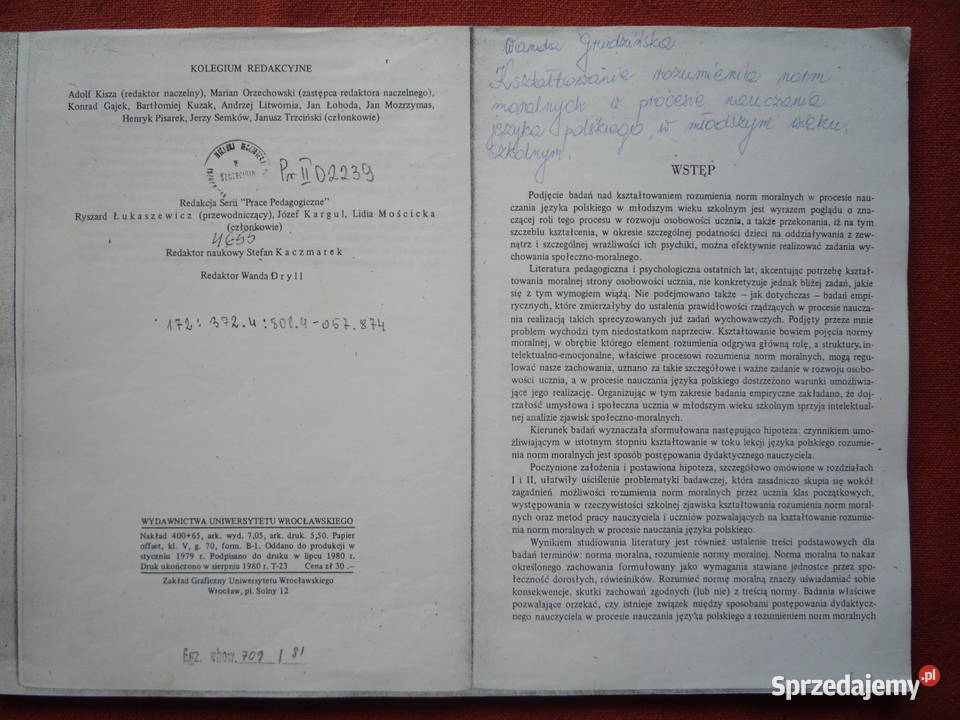 KOLEGIUM REDAKCYJNE
Adolf Kisza (redaktor naczelny), Marian Orzechowski (zastępca redaktora naczelnego),
Konrad Gajek, Bartłomiej Kuzak, Andrzej Litwornia, Jan Łoboda, Jan Mozrzymas,
Henryk Pisarek, Jerzy Semków, Janusz Trzciński (członkowie)
Pr II D2239
Redakcja Serii "Prace Pedagogiczne"
Ryszard Łukaszewicz (przewodniczący), Józef Kargul, Lidia Mościcka
(członkowie)
4655
Redaktor naukowy Stefan Kaczmarek
Redaktor Wanda Dryll
172 : 372.4 : 802.4 - 057.874
WYDAWNICTWA UNIWERSYTETU WROCŁAWSKIEGO
Nakład 400+65, ark. wyd. 7,05, ark. druk. 5,50. Papier
offset, kl. V, g. 70, form. B-1. Oddano do produkcji w
styczniu 1979 r. Podpisano do druku w lipcu 1980 r.
Druk ukończono w sierpniu 1980 r. T-23 Cena zł 30.–
Zakład Graficzny Uniwersytetu Wrocławskiego
Wrocław, pl. Solny 12
Egz. obow. 709 / 81
Wanda Grudzińska
Kształtowanie rozumienia norm
moralnych w procesie nauczania
języka polskiego w młodszym wieku
szkolnym.
WSTĘP
Podjęcie badań nad kształtowaniem rozumienia norm moralnych w procesie nau-
czania języka polskiego w młodszym wieku szkolnym jest wyrazem poglądu o zna-
czącej roli tego procesu w rozwoju osobowości ucznia, a także przekonania, iż na tym
szczeblu kształcenia, w okresie szczególnej podatności dzieci na oddziaływania z zew-
nątrz i szczególnej wrażliwości ich psychiki, można efektywnie realizować zadania wy-
chowania społeczno-moralnego.
Literatura pedagogiczna i psychologiczna ostatnich lat, akcentując potrzebę kształ-
towania moralnej strony osobowości ucznia, nie konkretyzuje jednak bliżej zadań, jakie
się z tym wymogiem wiążą. Nie podejmowano także – jak dotychczas – badań empi-
rycznych, które zmierzałyby do ustalenia prawidłowości rządzących w procesie naucza-
nia realizacją takich sprecyzowanych już zadań wychowawczych. Podjęty przeze mnie
problem wychodzi tym niedostatkom naprzeciw. Kształtowanie bowiem pojęcia normy
moralnej, w obrębie którego element rozumienia odgrywa główną rolę, a struktury, in-
telektualno-emocjonalne, właściwe procesowi rozumienia norm moralnych, mogą regu-
lować nasze zachowania, uznano za takie szczegółowe i ważne zadanie w rozwoju osobo-
wości ucznia, a w procesie nauczania języka polskiego dostrzeżono warunki umożliwia-
jące jego realizację. Organizując w tym zakresie badania empiryczne zakładano, że doj-
rzałość umysłowa i społeczna ucznia w młodszym wieku szkolnym sprzyja intelektual-
nej analizie zjawisk społeczno-moralnych.
Kierunek badań wyznaczała sformułowana następująco hipoteza: czynnikiem umo-
żliwiającym w istotnym stopniu kształtowanie w toku lekcji języka polskiego rozumie-
nia norm moralnych jest sposób postępowania dydaktycznego nauczyciela.
Poczynione założenia i postawiona hipoteza, szczegółowo omówione w rozdziałach
I i II, ułatwiły uściślenie problematyki badawczej, która zasadniczo skupia się wokół
zagadnień możliwości rozumienia norm moralnych przez ucznia klas początkowych,
występowania w rzeczywistości szkolnej zjawiska kształtowania rozumienia norm moral-
nych oraz metod pracy nauczyciela i uczniów pozwalających na kształtowanie rozumie-
nia norm moralnych w procesie nauczania języka polskiego.
Wynikiem studiowania literatury jest również ustalenie treści podstawowych dla
badań terminów: norma moralna, rozumienie normy moralnej. Norma moralna to nakaz
określonego zachowania formułowany jako wymagania stawiane jednostce przez spo-
łeczność dorosłych, rówieśników. Rozumieć normę moralną znaczy uświadamiać sobie
konsekwencje, skutki zachowań zgodnych (lub nie) z treścią normy. Badania właściwe
pozwalające orzekać, czy istnieje związek między sposobami postępowania dydaktycz-
nego nauczyciela w procesie nauczania języka polskiego a rozumieniem norm moralnych
Sprzedajemy.pl